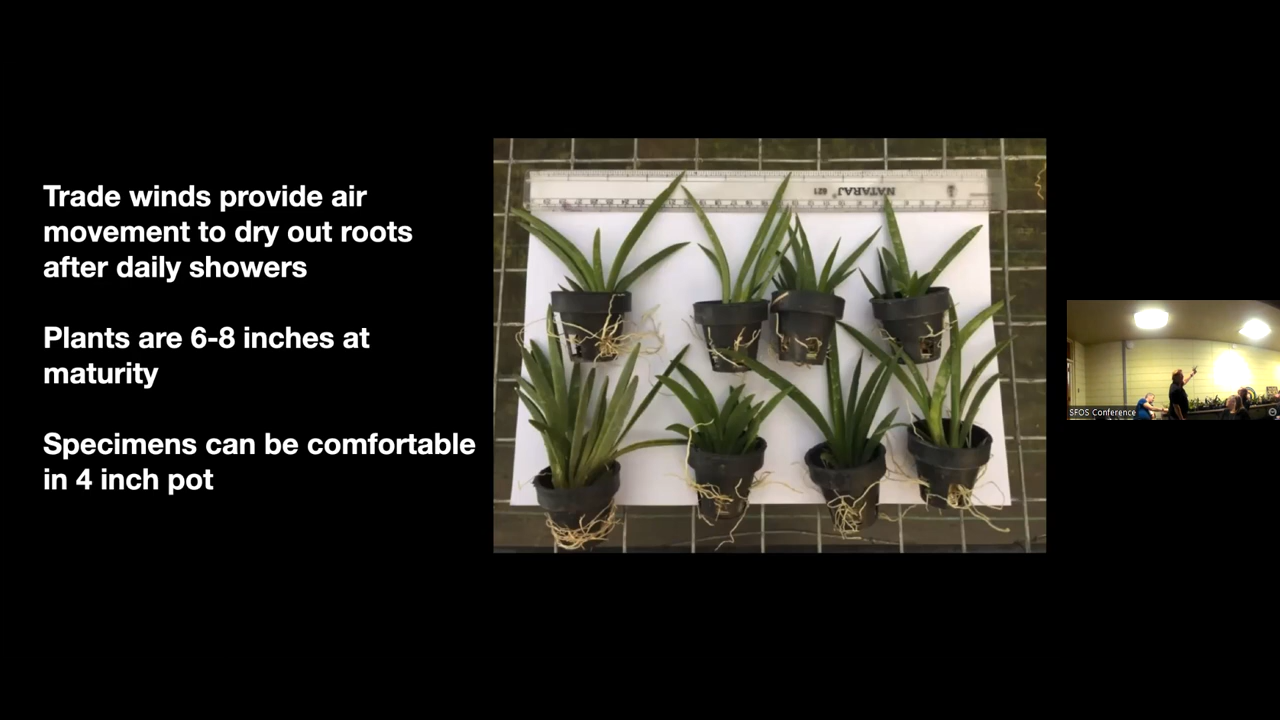 Trade winds provide air
movement to dry out roots
after daily showers
Plants are 6-8 inches at
maturity
Specimens can be comfortable
in 4 inch pot
NATARAJ 621
SFOS Conference